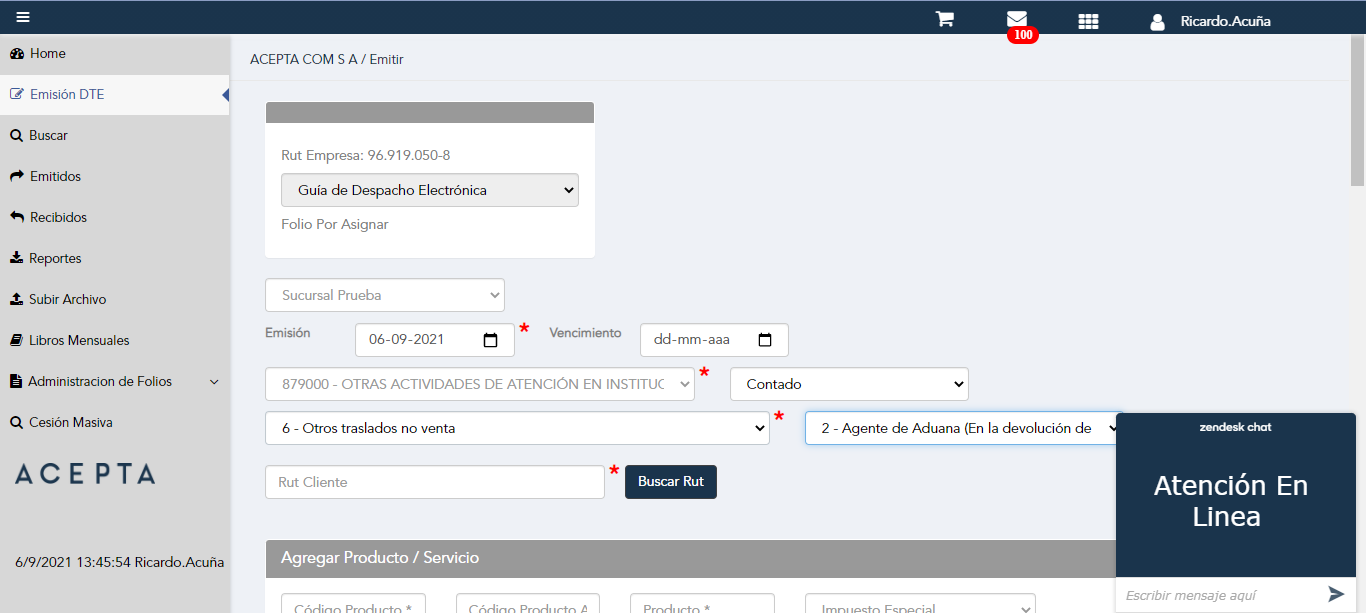 100
Ricardo.Acuña
Home
Emisión DTE
Buscar
Emitidos
Recibidos
Reportes
Subir Archivo
Libros Mensuales
Administracion de Folios
Cesión Masiva
ACEPTA
6/9/2021 13:45:54 Ricardo.Acuña
ACEPTA COM S A / Emitir
Rut Empresa: 96.919.050-8
Guía de Despacho Electrónica
Folio Por Asignar
Sucursal Prueba
Emisión 06-09-2021 * Vencimiento dd-mm-aaa
879000 - OTRAS ACTIVIDADES DE ATENCIÓN EN INSTITUC * Contado
6 - Otros traslados no venta * 2 - Agente de Aduana (En la devolución de
Rut Cliente * Buscar Rut
Agregar Producto / Servicio
Código Producto * Código Producto A Producto * Impuesto Especial
zendesk chat
Atención En
Linea
Escribir mensaje aquí